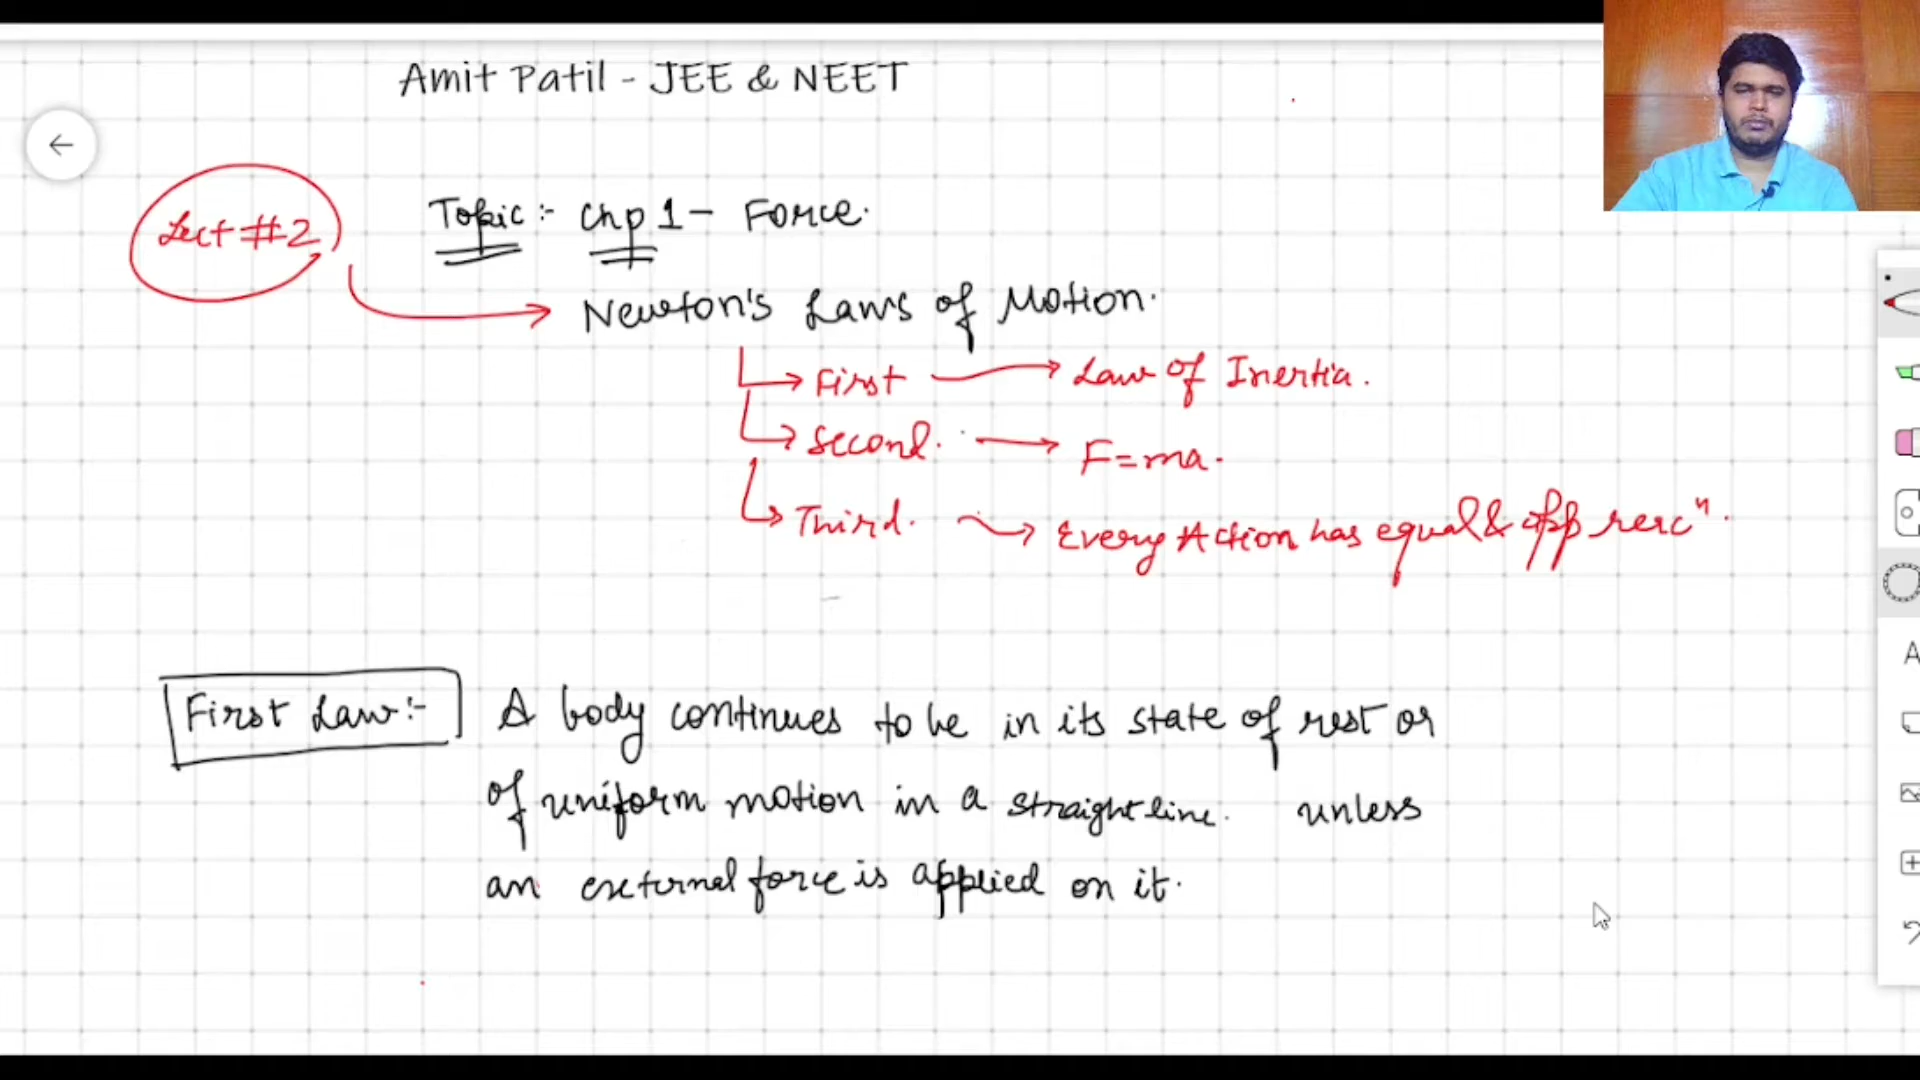 Amit Patil - JEE & NEET
Lect #2
Topic :- Chp 1 - Force.
Newton's Laws of Motion.
First → Law of Inertia.
Second. → F=ma.
Third. → Every Action has equal & opp reacⁿ.
First Law :- A body continues to be in its state of rest or
of uniform motion in a straight line. unless
an external force is applied on it.
A